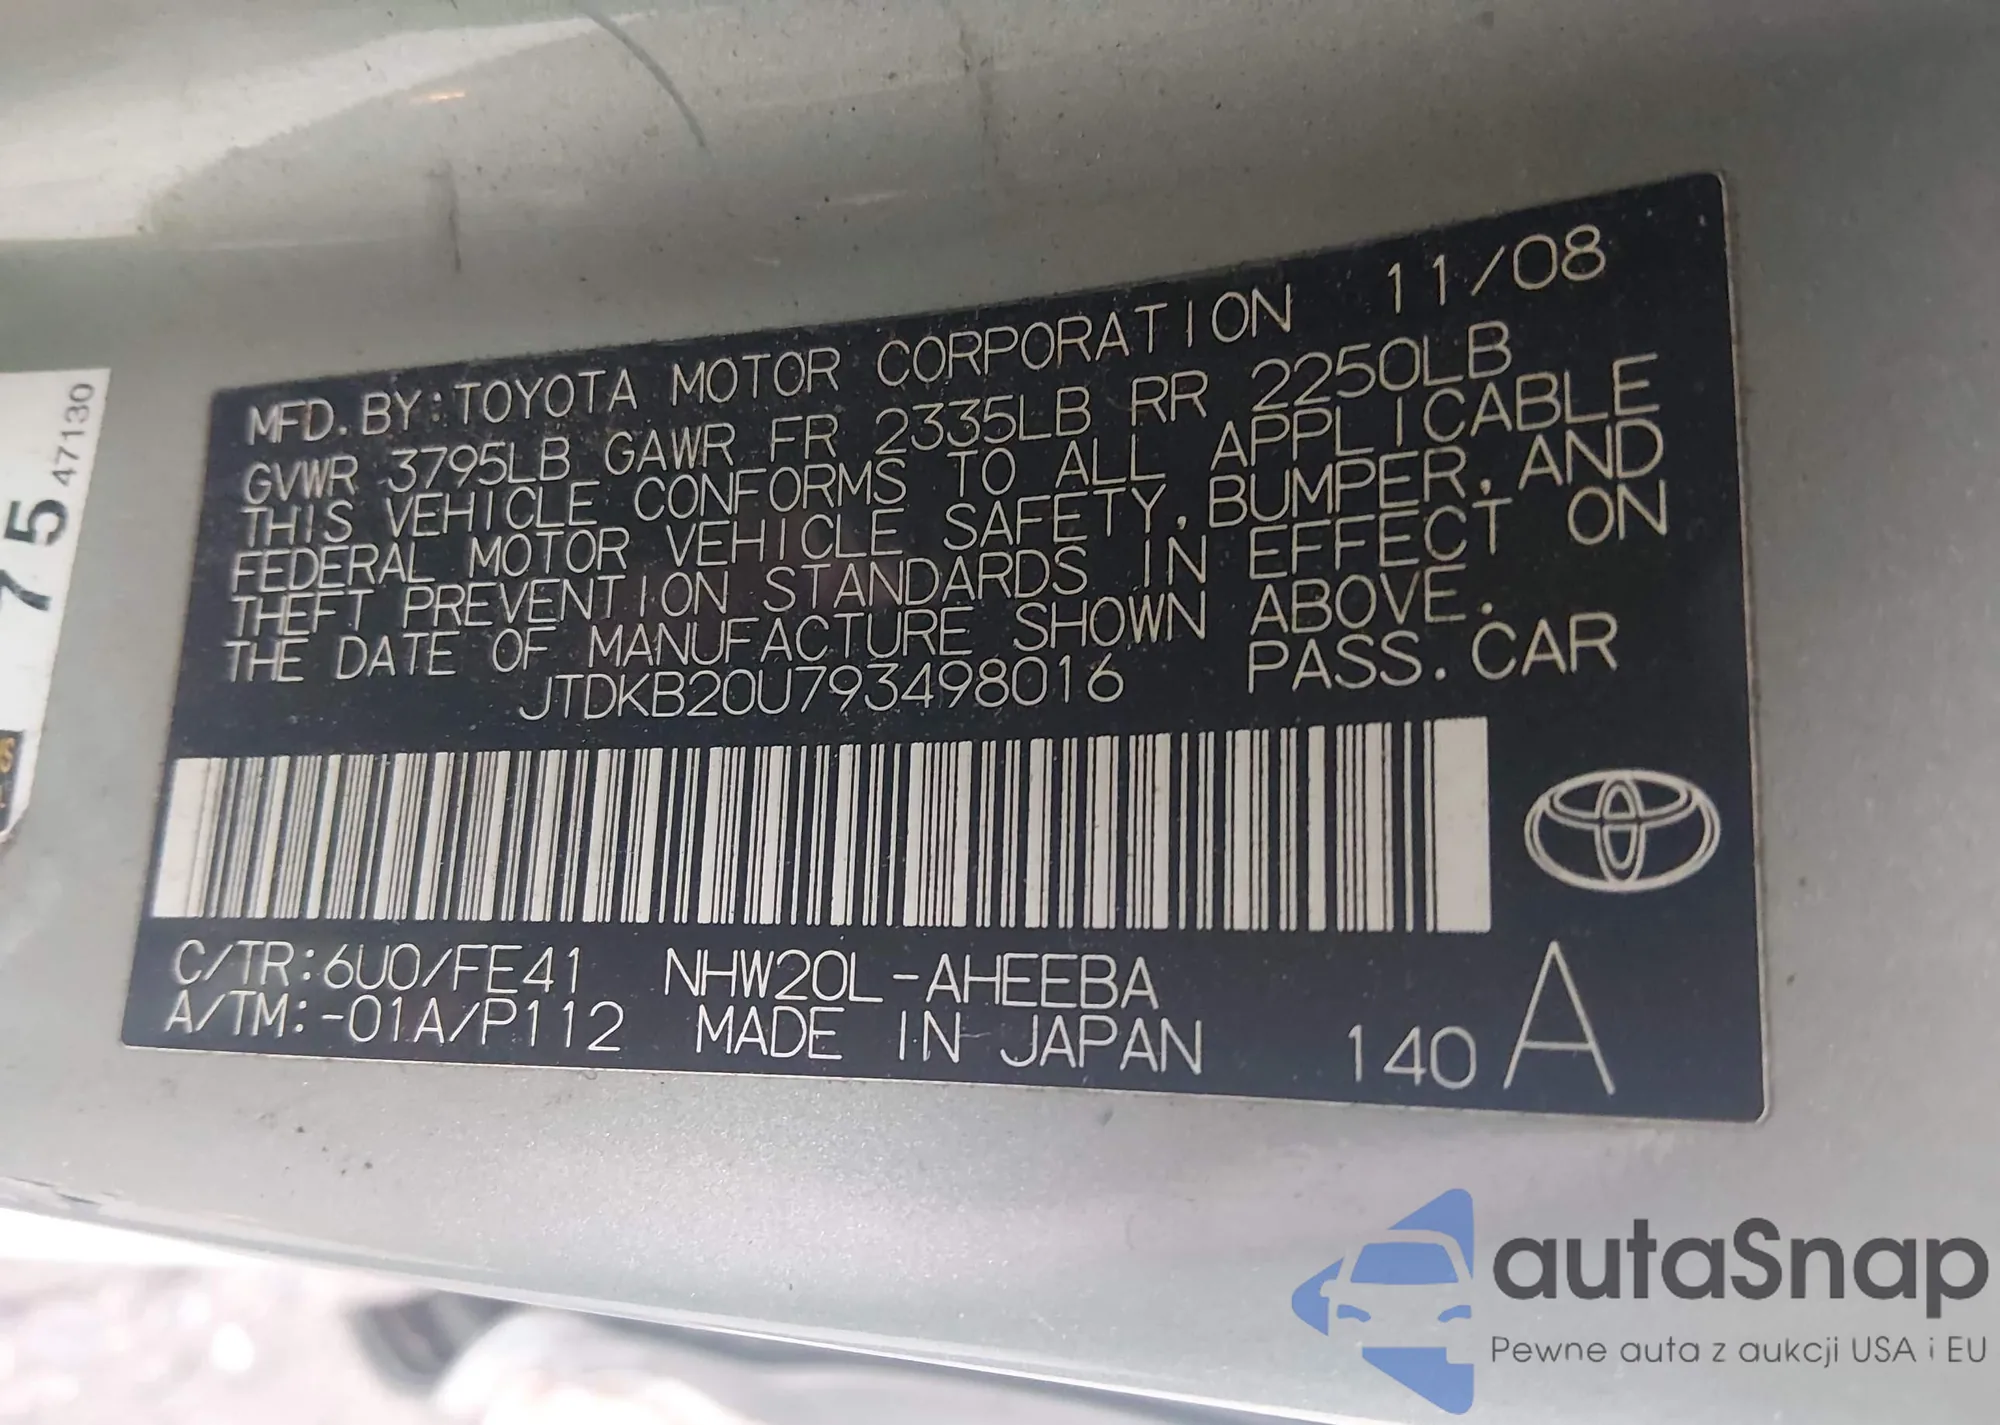 MFD. BY: TOYOTA MOTOR CORPORATION 11/08
GVWR 3795LB GAWR FR 2335LB RR 2250LB
THIS VEHICLE CONFORMS TO ALL APPLICABLE
FEDERAL MOTOR VEHICLE SAFETY, BUMPER, AND
THEFT PREVENTION STANDARDS IN EFFECT ON
THE DATE OF MANUFACTURE SHOWN ABOVE.
JTDKB20U793498016 PASS. CAR
C/TR: 6U0/FE41 NHW20L-AHEEBA
A/TM: -01A/P112 MADE IN JAPAN 140 A
75
47130
autaSnap
Pewne auta z aukcji USA i EU